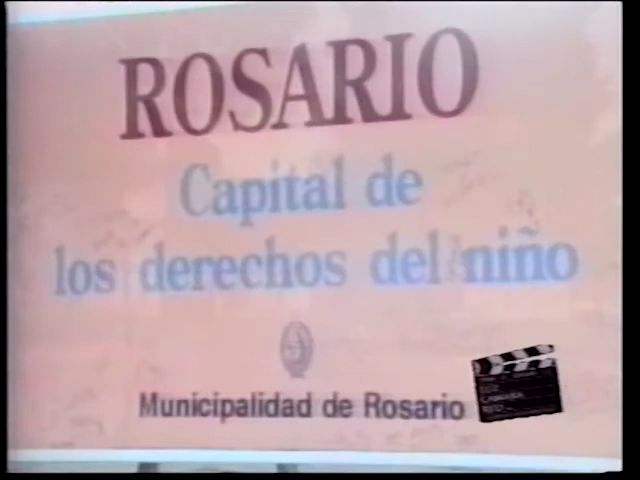 ROSARIO
Capital de
los derechos del niño
Municipalidad de Rosario